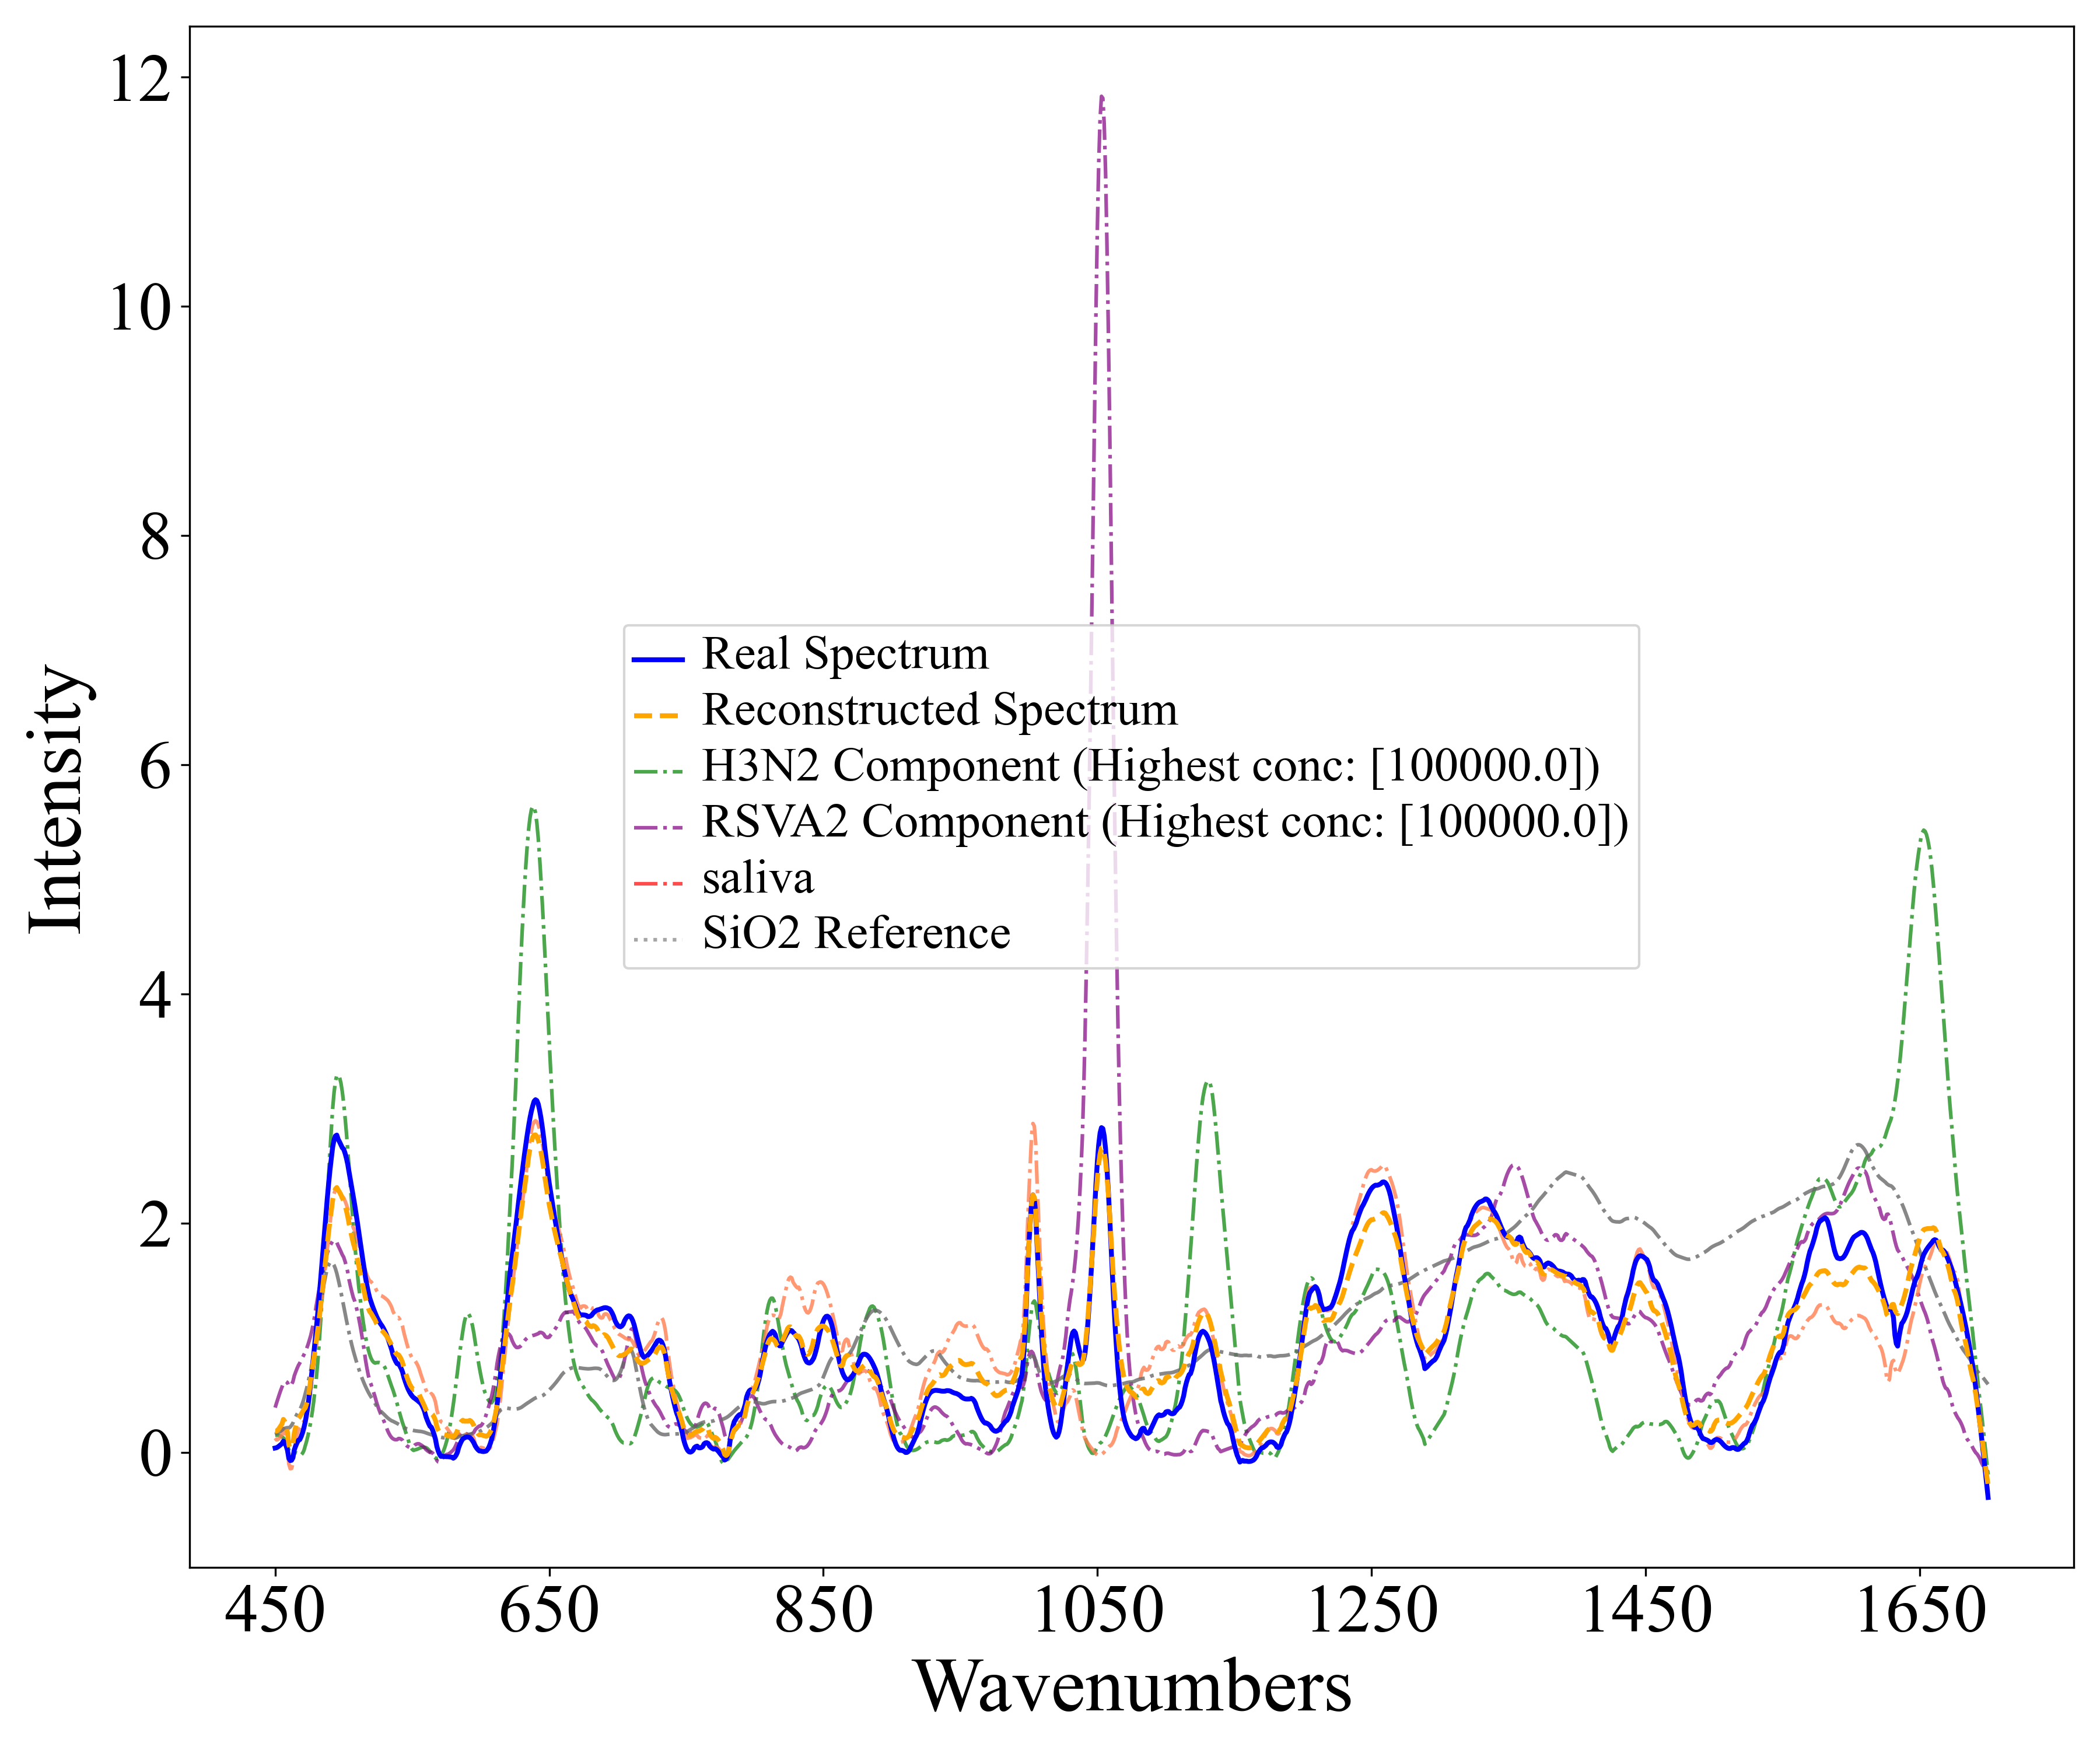 12
10
8
6
4
2
0
Intensity
Real Spectrum
Reconstructed Spectrum
H3N2 Component (Highest conc: [100000.0])
RSVA2 Component (Highest conc: [100000.0])
saliva
SiO2 Reference
450 650 850 1050 1250 1450 1650
Wavenumbers